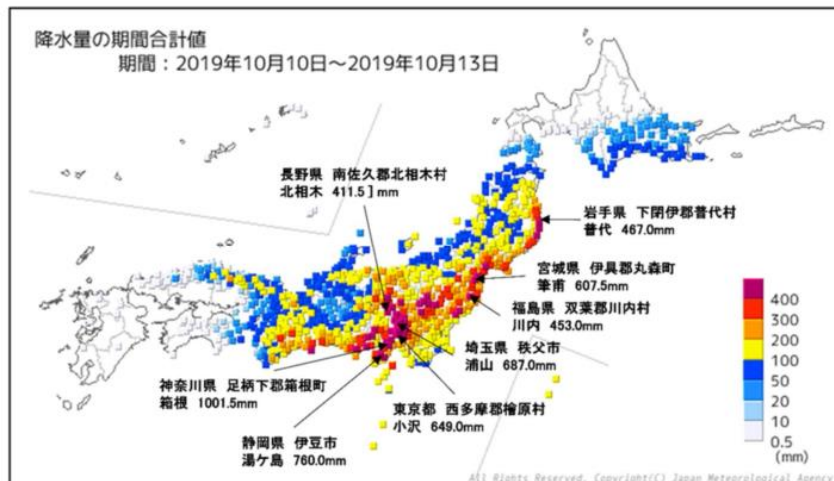 降水量の期間合計値
期間：2019年10月10日～2019年10月13日
長野県 南佐久郡北相木村
北相木 411.5］mm
岩手県 下閉伊郡普代村
普代 467.0mm
宮城県 伊具郡丸森町
筆甫 607.5mm
福島県 双葉郡川内村
川内 453.0mm
埼玉県 秩父市
浦山 687.0mm
神奈川県 足柄下郡箱根町
箱根 1001.5mm
東京都 西多摩郡檜原村
小沢 649.0mm
静岡県 伊豆市
湯ケ島 760.0mm
400
300
200
100
50
20
10
0.5
(mm)
All Rights Reserved. Copyright(C) Japan Meteorological Agency